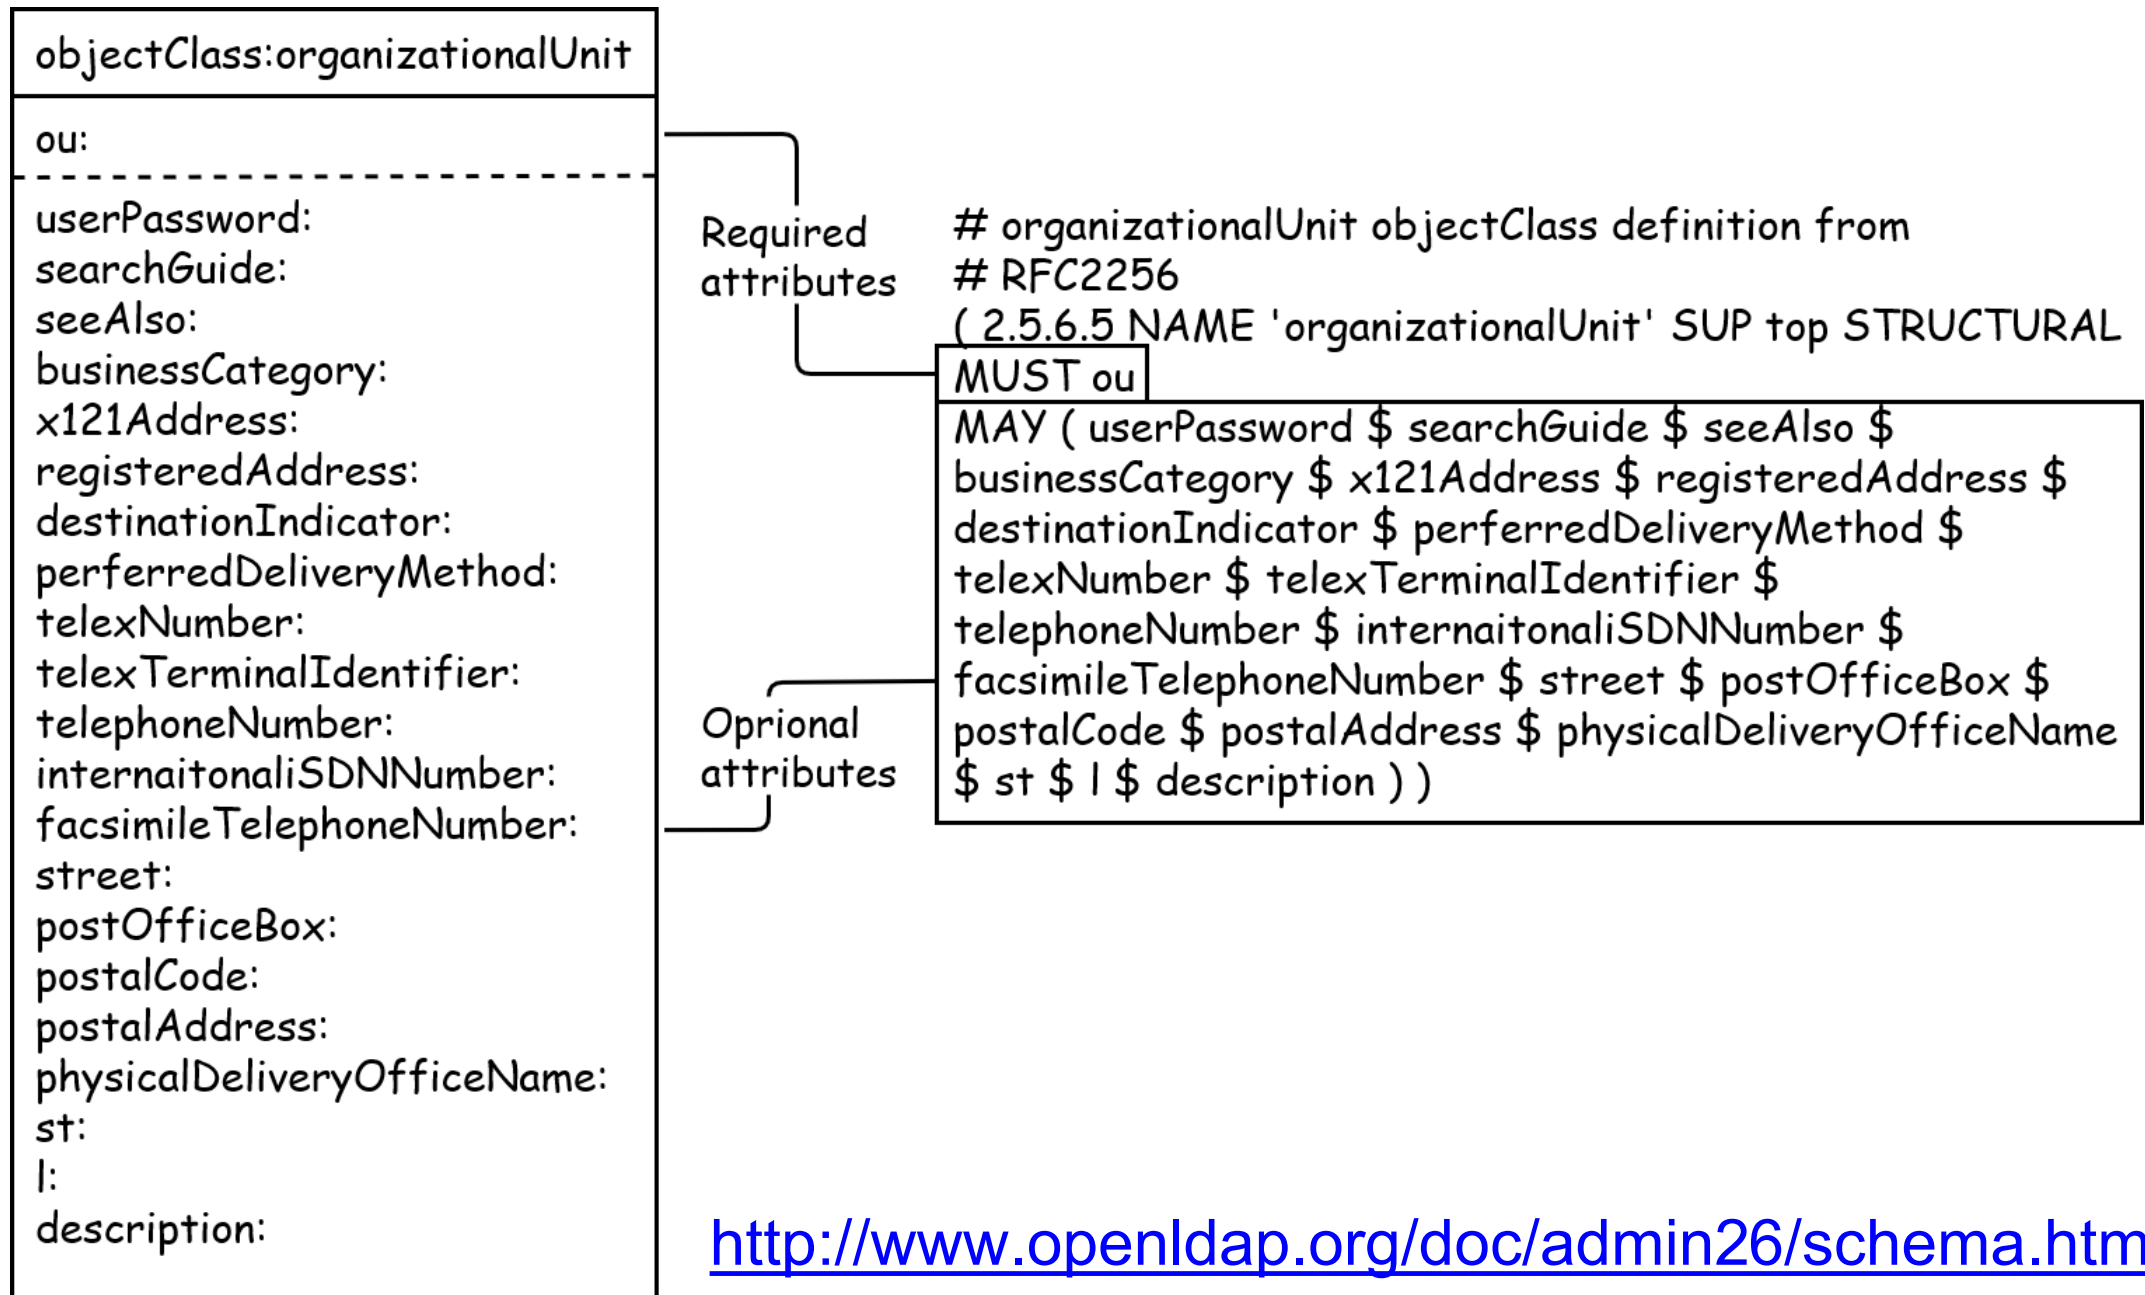 objectClass:organizationalUnit
ou:
userPassword:
searchGuide:
seeAlso:
businessCategory:
x121Address:
registeredAddress:
destinationIndicator:
perferredDeliveryMethod:
telexNumber:
telexTerminalIdentifier:
telephoneNumber:
internaitonaliSDNNumber:
facsimileTelephoneNumber:
street:
postOfficeBox:
postalCode:
postalAddress:
physicalDeliveryOfficeName:
st:
l:
description:
Required
attributes
Oprional
attributes
# organizationalUnit objectClass definition from
# RFC2256
( 2.5.6.5 NAME 'organizationalUnit' SUP top STRUCTURAL
MUST ou
MAY ( userPassword $ searchGuide $ seeAlso $
businessCategory $ x121Address $ registeredAddress $
destinationIndicator $ perferredDeliveryMethod $
telexNumber $ telexTerminalIdentifier $
telephoneNumber $ internaitonaliSDNNumber $
facsimileTelephoneNumber $ street $ postOfficeBox $
postalCode $ postalAddress $ physicalDeliveryOfficeName
$ st $ l $ description ) )
http://www.openldap.org/doc/admin26/schema.htm